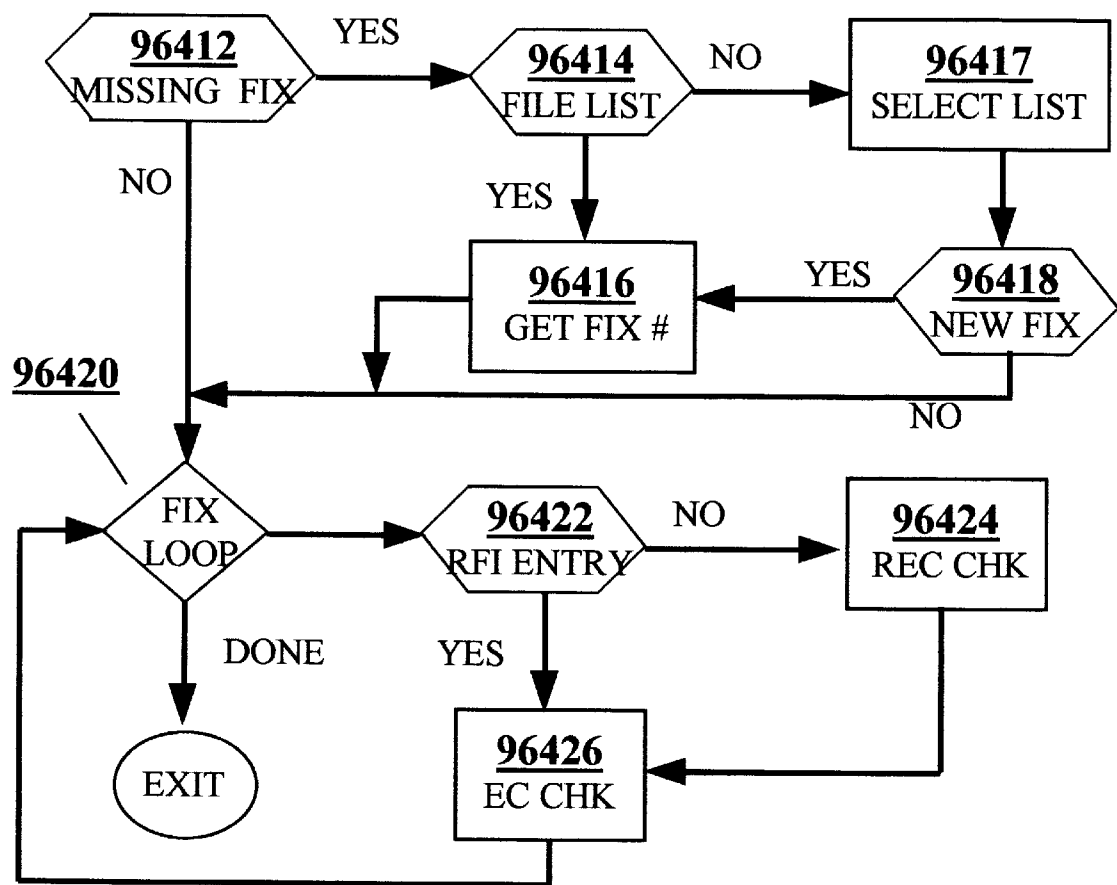 96412
MISSING FIX
YES
96414
FILE LIST
NO
96417
SELECT LIST
NO
YES
96416
GET FIX #
YES
96418
NEW FIX
96420
NO
FIX
LOOP
96422
RFI ENTRY
NO
96424
REC CHK
DONE
YES
EXIT
96426
EC CHK